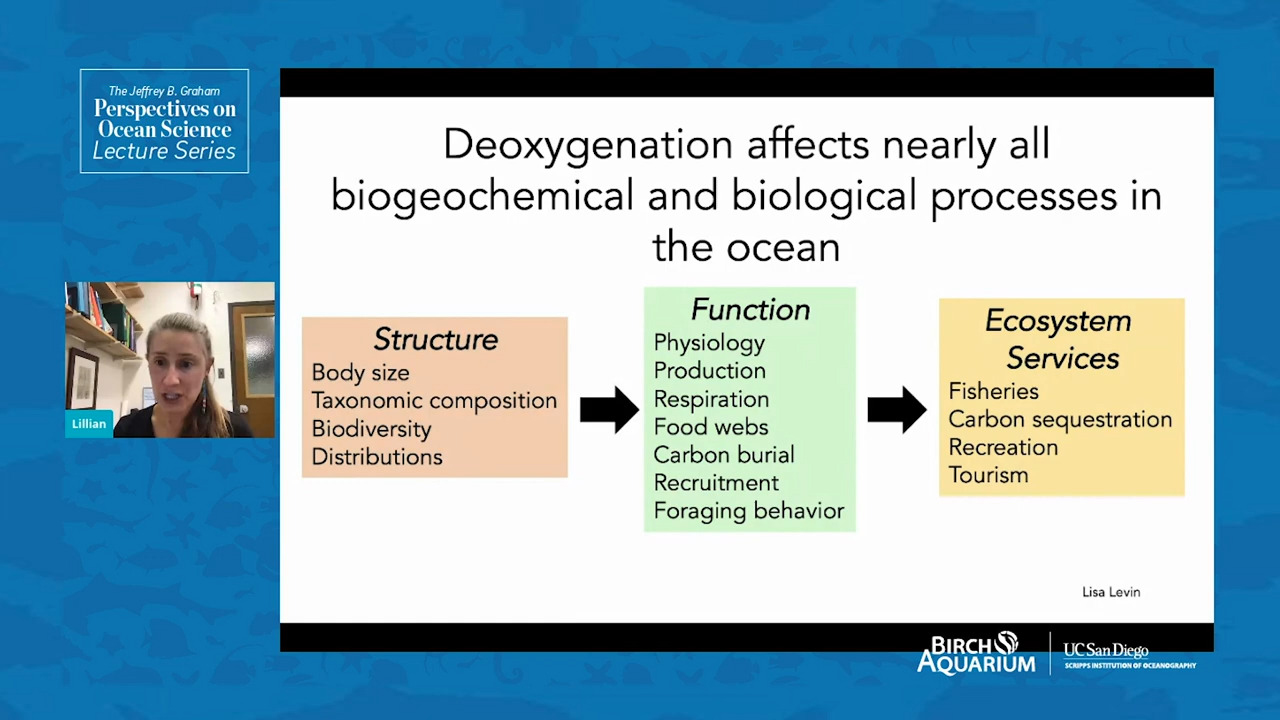 The Jeffrey B. Graham
Perspectives on
Ocean Science
Lecture Series
Deoxygenation affects nearly all
biogeochemical and biological processes in
the ocean
Structure
Body size
Taxonomic composition
Biodiversity
Distributions
Function
Physiology
Production
Respiration
Food webs
Carbon burial
Recruitment
Foraging behavior
Ecosystem
Services
Fisheries
Carbon sequestration
Recreation
Tourism
Lillian
Lisa Levin
BIRCH
AQUARIUM
UC San Diego
SCRIPPS INSTITUTION OF OCEANOGRAPHY